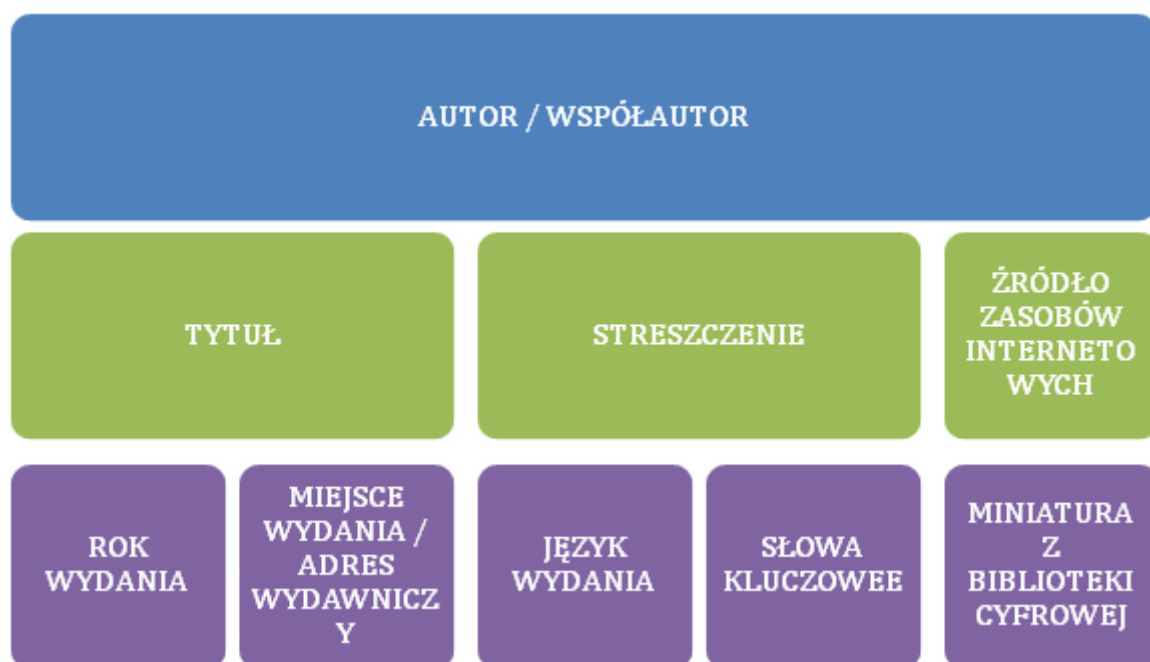 AUTOR / WSPÓŁAUTOR
TYTUŁ
STRESZCZENIE
ŹRÓDŁO
ZASOBÓW
INTERNETO
WYCH
ROK
WYDANIA
MIEJSCE
WYDANIA /
ADRES
WYDAWNICZ
Y
JĘZYK
WYDANIA
SŁOWA
KLUCZOWEE
MINIATURA
Z
BIBLIOTEKI
CYFROWEJ